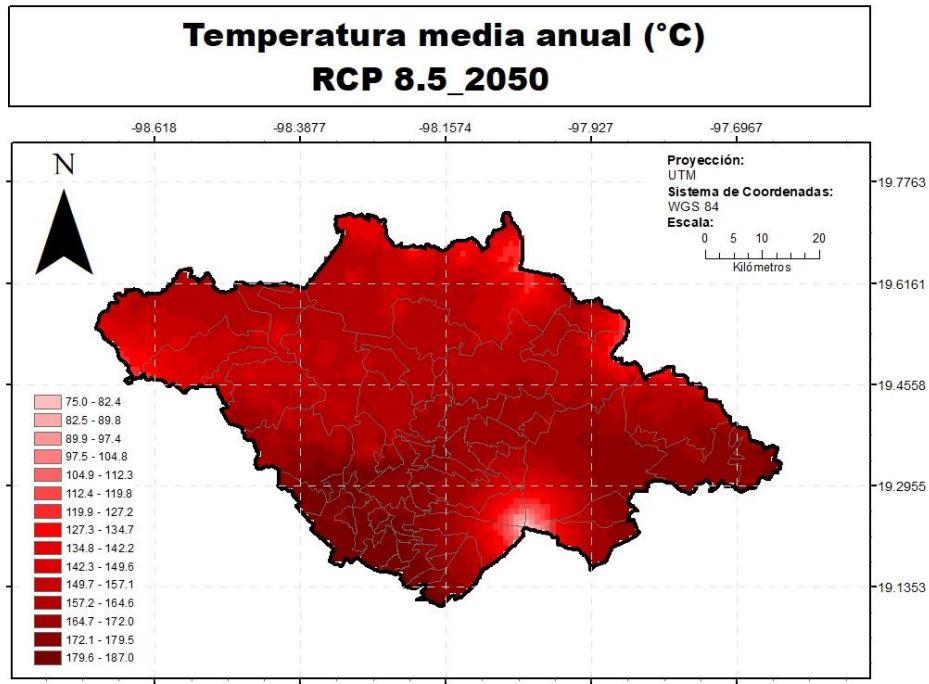 Temperatura media anual (°C)
RCP 8.5_2050
-98.618 -98.3877 -98.1574 -97.927 -97.6967
N
Proyección:
UTM
Sistema de Coordenadas:
WGS 84
Escala:
0 5 10 20
Kilómetros
19.7763
19.6161
19.4558
19.2955
19.1353
75.0 - 82.4
82.5 - 89.8
89.9 - 97.4
97.5 - 104.8
104.9 - 112.3
112.4 - 119.8
119.9 - 127.2
127.3 - 134.7
134.8 - 142.2
142.3 - 149.6
149.7 - 157.1
157.2 - 164.6
164.7 - 172.0
172.1 - 179.5
179.6 - 187.0